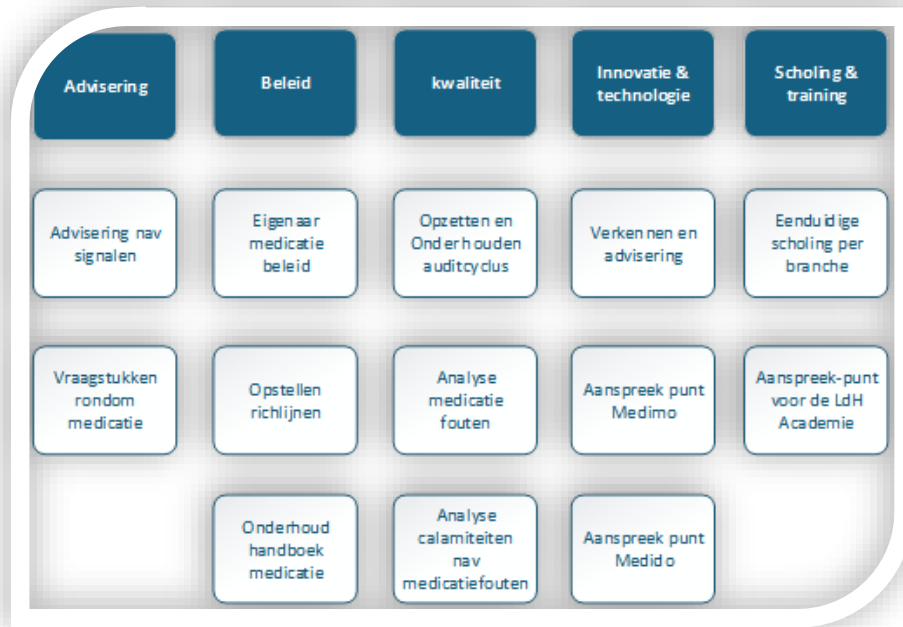 Advisering
Beleid
kwaliteit
Innovatie &
technologie
Scholing &
training
Advisering nav
signalen
Eigenaar
medicatie
beleid
Opzetten en
Onderhouden
auditcyclus
Verkennen en
advisering
Eenduidige
scholing per
branche
Vraagstukken
rondom
medicatie
Opstellen
richlijnen
Analyse
medicatie
fouten
Aanspreek punt
Medimo
Aanspreek-punt
voor de LdH
Academie
Onderhoud
handboek
medicatie
Analyse
calamiteiten
nav
medicatiefouten
Aanspreek punt
Medido